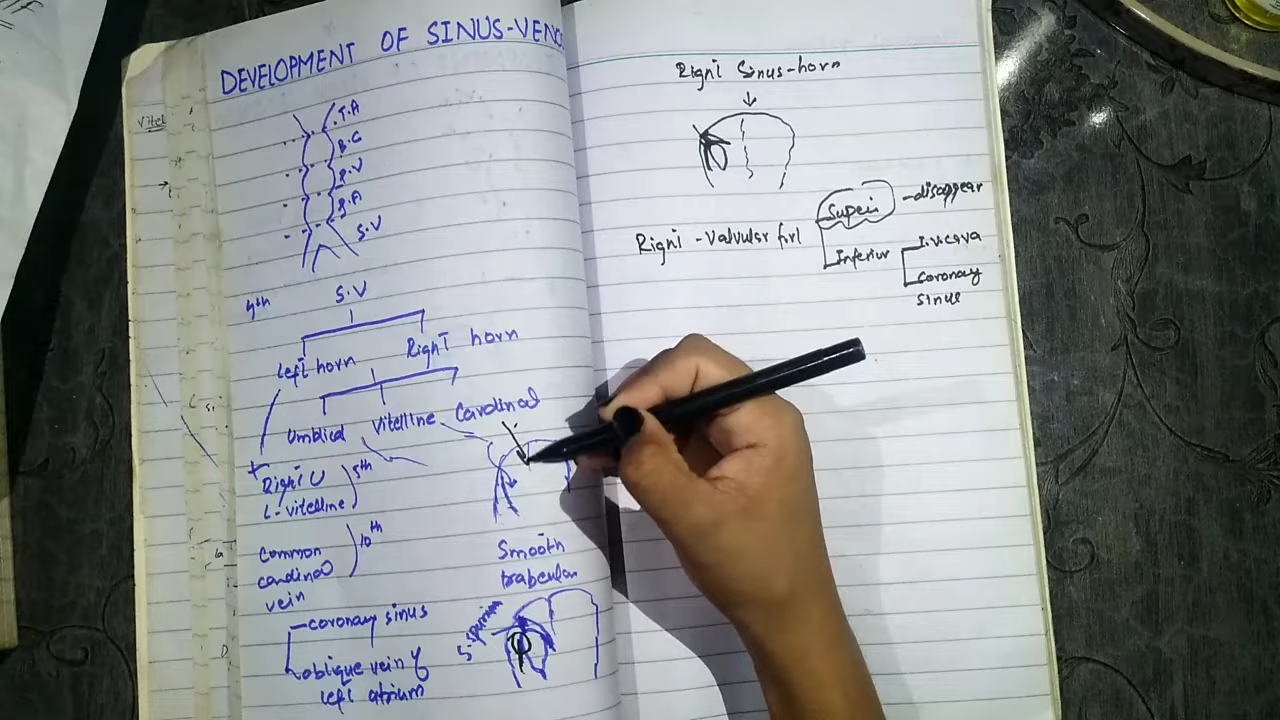 Vitel
DEVELOPMENT OF SINUS-VENO
T.A
B.C
P.V
P.A
S.V
4th
S.V
Left horn
Right horn
Umblical
Vitelline
Cardinal
Right U
L-vitelline
5th
Common
cardinal
vein
10th
coronary sinus
oblique vein of
left atrium
Smooth
trabecular
S.spurium
Right Sinus-horn
Right -Valvular
Superi
-disappear
Inferior
I.V.cava
coronary
sinus